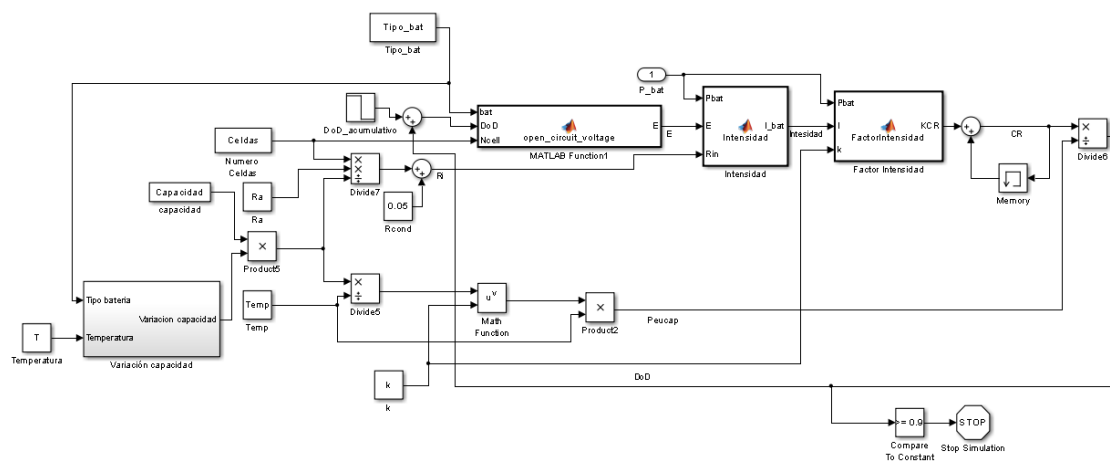 Tipo_bat
Tipo_bat
DoD_acumulativo
bat
DoD
Ncell
open_circuit_voltage
E
MATLAB Function1
E
1
P_bat
Pbat
E
Rin
Intensidad
I_bat
Intensidad
Intesidad
Pbat
I
k
FactorIntensidad
KCR
Factor Intensidad
CR
Memory
Divide6
Celdas
Numero
Celdas
Ra
Ra
Divide7
Ri
0.05
Rcond
Capacidad
capacidad
Product5
Tipo bateria
Variacion capacidad
Temperatura
Variación capacidad
T
Temperatura
Temp
Temp
Divide5
u
v
Math
Function
Product2
Peucap
k
k
DoD
>= 0.9
Compare
To Constant
STOP
Stop Simulation